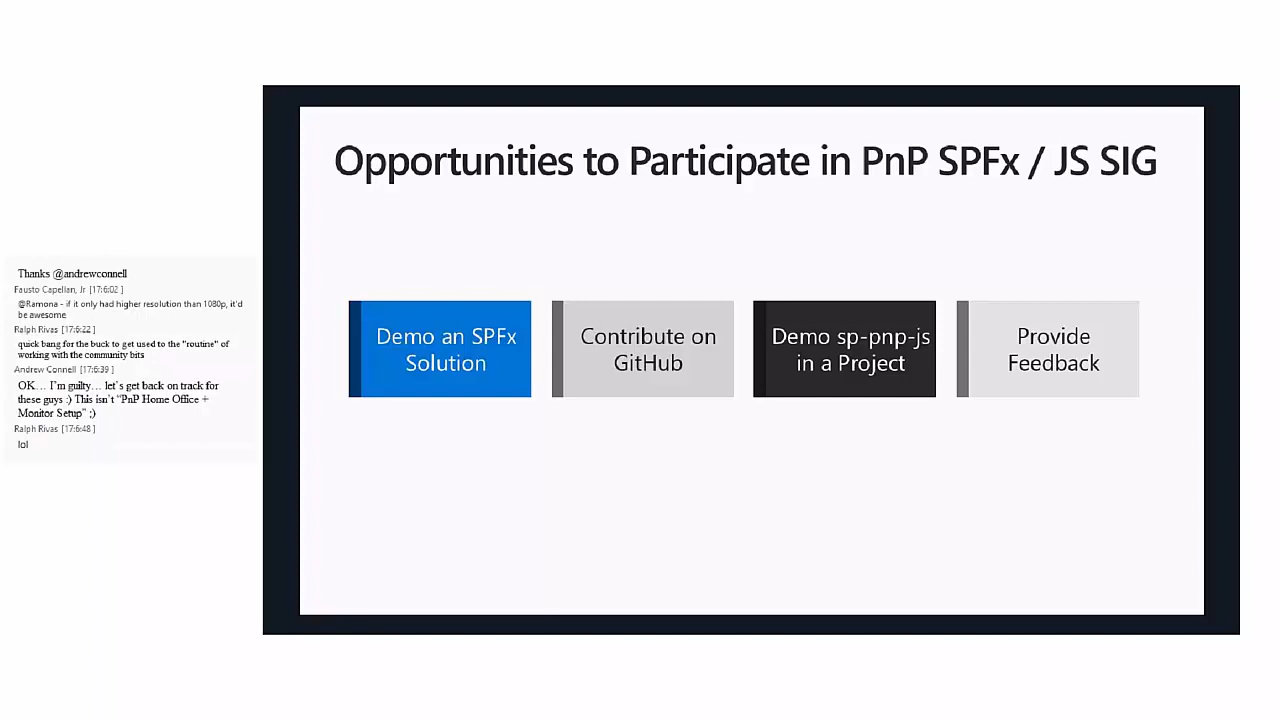 Thanks @andrewconnell
Fausto Capellan, Jr [17:6:02 ]
@Ramona - if it only had higher resolution than 1080p, it'd
be awesome
Ralph Rivas [17:6:22 ]
quick bang for the buck to get used to the "routine" of
working with the community bits
Andrew Connell [17:6:39 ]
OK… I'm guilty… let's get back on track for
these guys :) This isn't "PnP Home Office +
Monitor Setup" ;)
Ralph Rivas [17:6:48 ]
lol
Opportunities to Participate in PnP SPFx / JS SIG
Demo an SPFx
Solution
Contribute on
GitHub
Demo sp-pnp-js
in a Project
Provide
Feedback